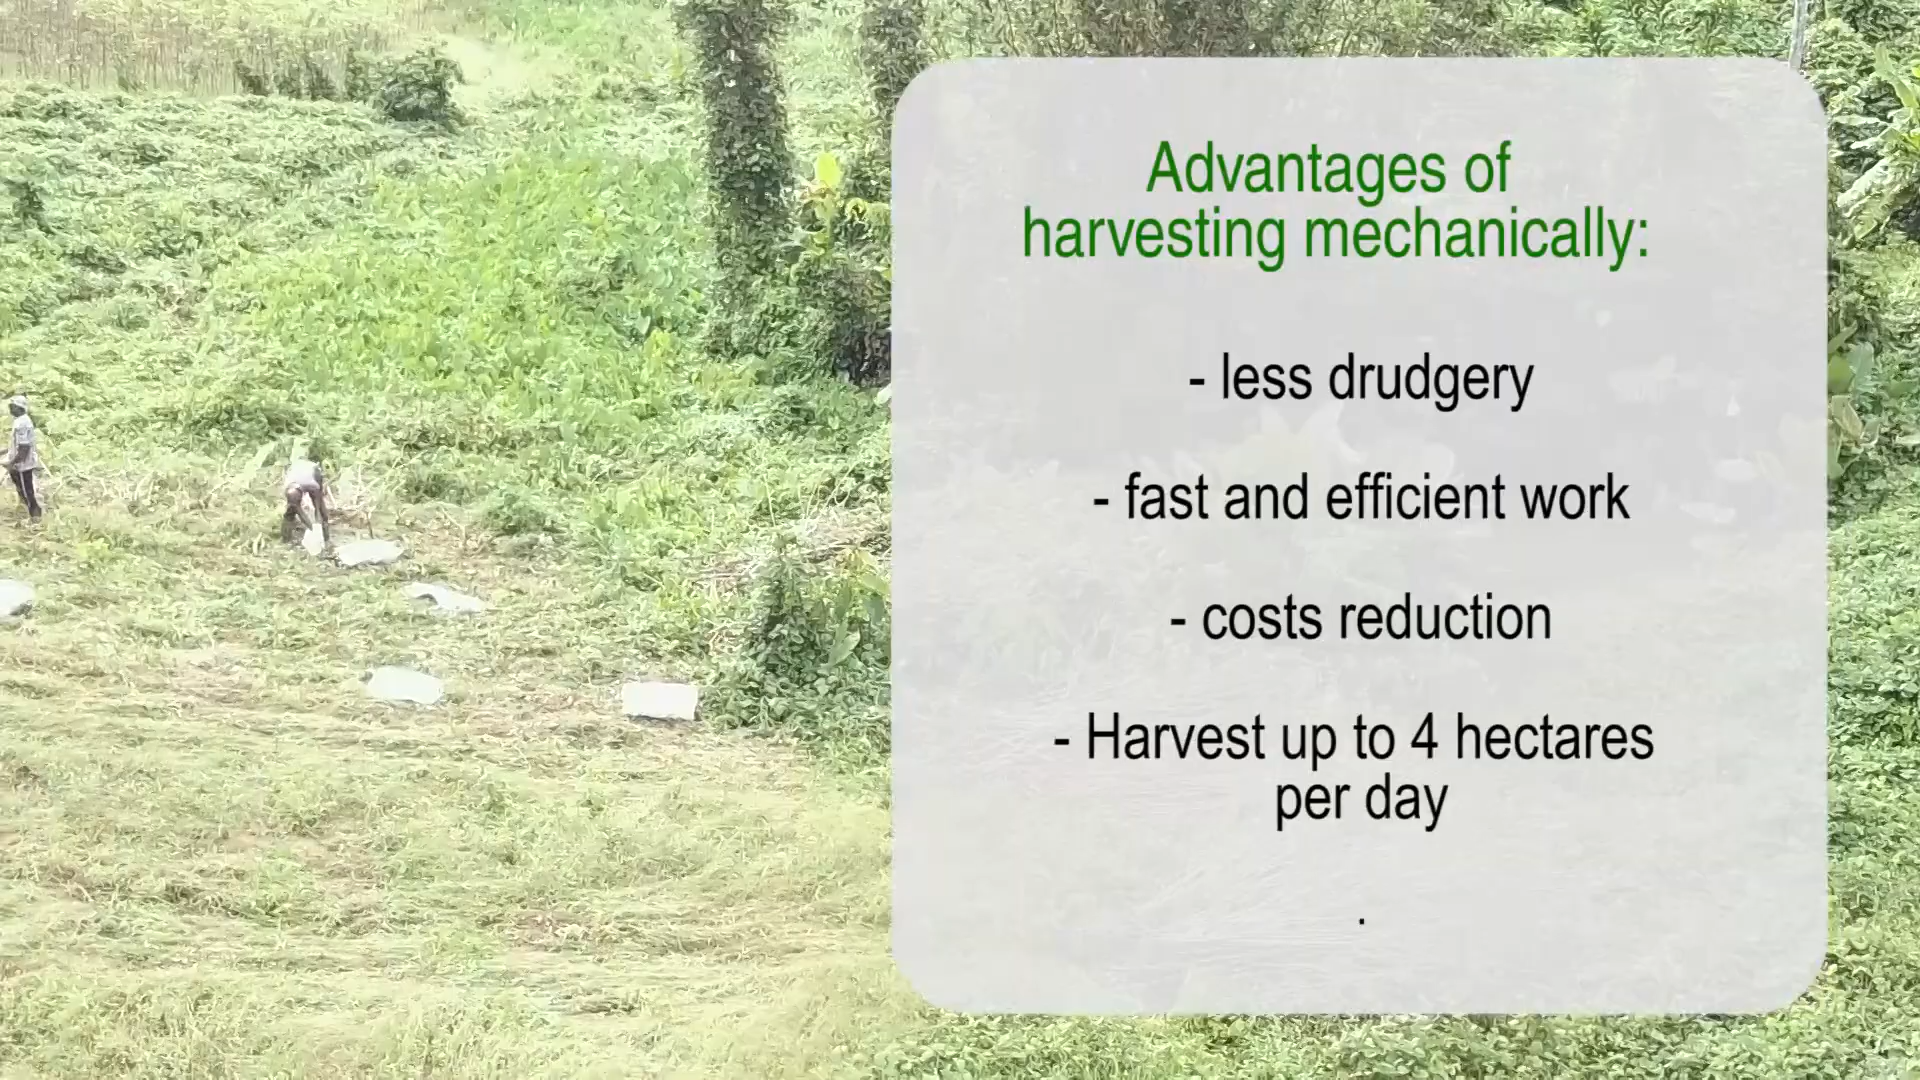 Advantages of
harvesting mechanically:
- less drudgery
- fast and efficient work
- costs reduction
- Harvest up to 4 hectares
per day
.